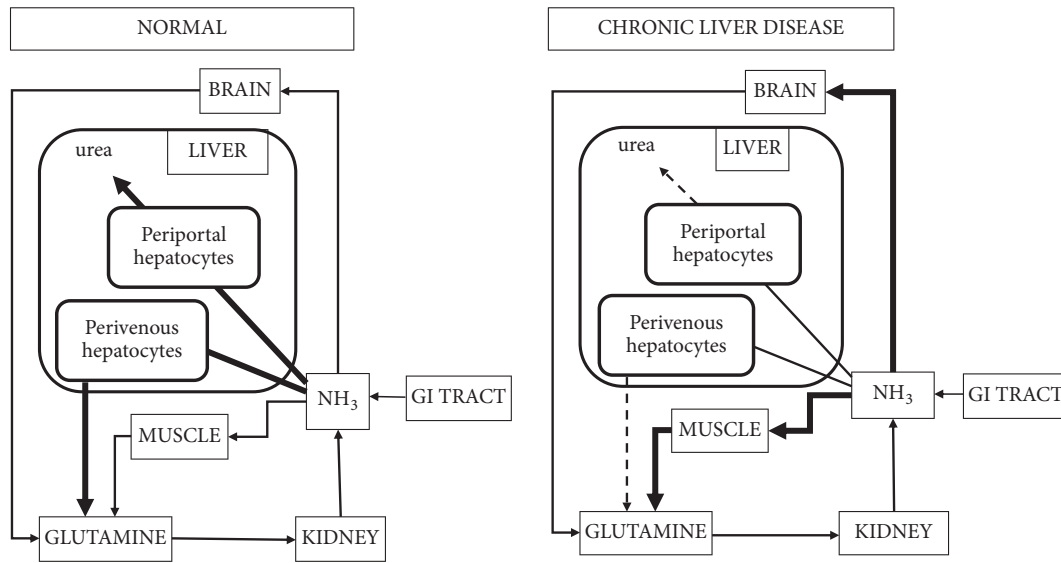 NORMAL
BRAIN
urea
LIVER
Periportal
hepatocytes
Perivenous
hepatocytes
NH₃
GI TRACT
MUSCLE
GLUTAMINE
KIDNEY
CHRONIC LIVER DISEASE
BRAIN
urea
LIVER
Periportal
hepatocytes
Perivenous
hepatocytes
NH₃
GI TRACT
MUSCLE
GLUTAMINE
KIDNEY